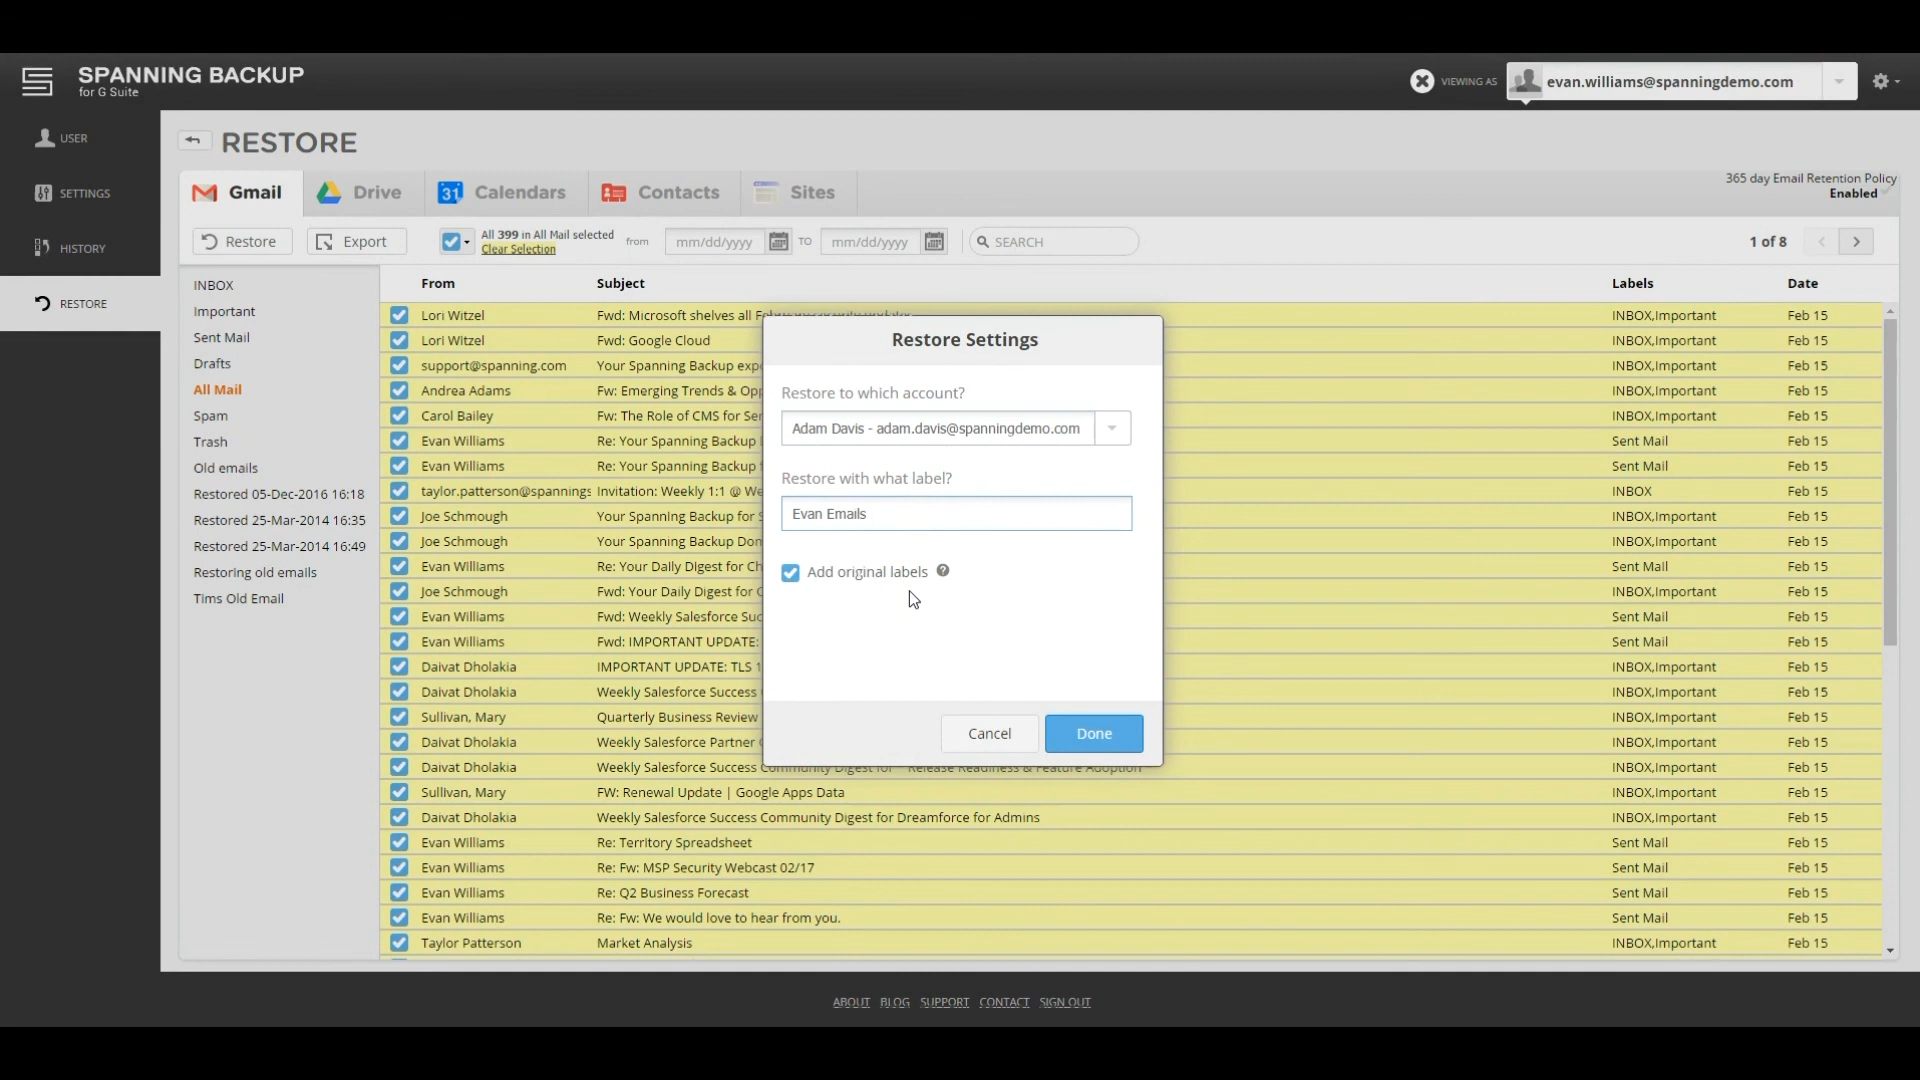 SPANNING BACKUP
for G Suite
VIEWING AS
evan.williams@spanningdemo.com
USER
SETTINGS
HISTORY
RESTORE
RESTORE
Gmail
Drive
31
Calendars
Contacts
Sites
365 day Email Retention Policy
Enabled
Restore
Export
All 399 in All Mail selected
Clear Selection
from
mm/dd/yyyy
TO
mm/dd/yyyy
SEARCH
1 of 8
INBOX
Important
Sent Mail
Drafts
All Mail
Spam
Trash
Old emails
Restored 05-Dec-2016 16:18
Restored 25-Mar-2014 16:35
Restored 25-Mar-2014 16:49
Restoring old emails
Tims Old Email
From Subject Labels Date
Lori Witzel Fwd: Microsoft shelves all February security updates INBOX,Important Feb 15
Lori Witzel Fwd: Google Cloud INBOX,Important Feb 15
support@spanning.com Your Spanning Backup exp INBOX,Important Feb 15
Andrea Adams Fw: Emerging Trends & Opp INBOX,Important Feb 15
Carol Bailey Fw: The Role of CMS for Ser INBOX,Important Feb 15
Evan Williams Re: Your Spanning Backup Sent Mail Feb 15
Evan Williams Re: Your Spanning Backup Sent Mail Feb 15
taylor.patterson@spannings Invitation: Weekly 1:1 @ We INBOX Feb 15
Joe Schmough Your Spanning Backup for INBOX,Important Feb 15
Joe Schmough Your Spanning Backup Dom INBOX,Important Feb 15
Evan Williams Re: Your Daily Digest for Ch Sent Mail Feb 15
Joe Schmough Fwd: Your Daily Digest for C INBOX,Important Feb 15
Evan Williams Fwd: Weekly Salesforce Suc Sent Mail Feb 15
Evan Williams Fwd: IMPORTANT UPDATE: Sent Mail Feb 15
Daivat Dholakia IMPORTANT UPDATE: TLS 1 INBOX,Important Feb 15
Daivat Dholakia Weekly Salesforce Success INBOX,Important Feb 15
Sullivan, Mary Quarterly Business Review INBOX,Important Feb 15
Daivat Dholakia Weekly Salesforce Partner INBOX,Important Feb 15
Daivat Dholakia Weekly Salesforce Success Community Digest for Release Readiness & Feature Adoption INBOX,Important Feb 15
Sullivan, Mary FW: Renewal Update | Google Apps Data INBOX,Important Feb 15
Daivat Dholakia Weekly Salesforce Success Community Digest for Dreamforce for Admins INBOX,Important Feb 15
Evan Williams Re: Territory Spreadsheet Sent Mail Feb 15
Evan Williams Re: Fw: MSP Security Webcast 02/17 Sent Mail Feb 15
Evan Williams Re: Q2 Business Forecast Sent Mail Feb 15
Evan Williams Re: Fw: We would love to hear from you. Sent Mail Feb 15
Taylor Patterson Market Analysis INBOX,Important Feb 15
Restore Settings
Restore to which account?
Adam Davis - adam.davis@spanningdemo.com
Restore with what label?
Evan Emails
Add original labels ?
Cancel
Done
ABOUT BLOG SUPPORT CONTACT SIGN OUT